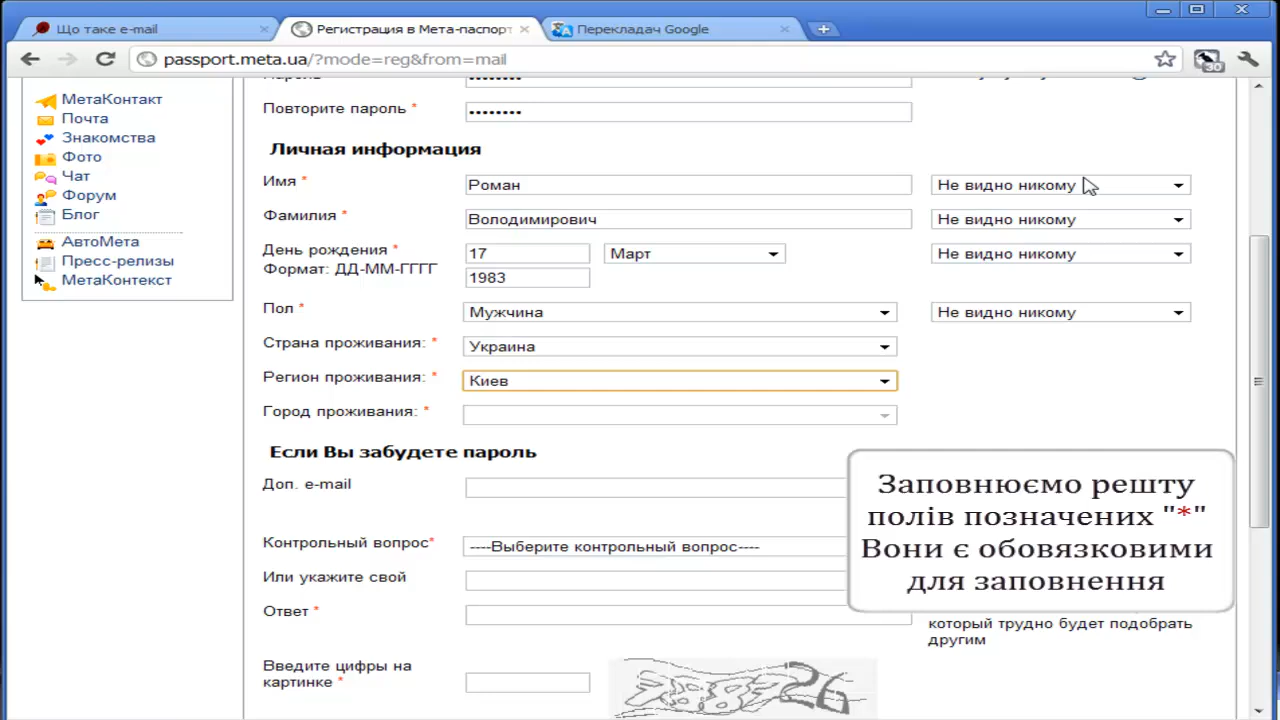 Що таке e-mail
Регистрация в Мета-паспорт
Перекладач Google
passport.meta.ua/?mode=reg&from=mail
30
МетаКонтакт
Почта
Знакомства
Фото
Чат
Форум
Блог
АвтоМета
Пресс-релизы
МетаКонтекст
Повторите пароль *
Личная информация
Имя * Роман Не видно никому
Фамилия * Володимирович Не видно никому
День рождения * 17 Март Не видно никому
Формат: ДД-ММ-ГГГГ 1983
Пол * Мужчина Не видно никому
Страна проживания: * Украина
Регион проживания: * Киев
Город проживания: *
Если Вы забудете пароль
Доп. e-mail
Контрольный вопрос* ----Выберите контрольный вопрос----
Или укажите свой
Ответ *
который трудно будет подобрать
другим
Введите цифры на
картинке *
Заповнюємо решту
полів позначених "*"
Вони є обовязковими
для заповнення